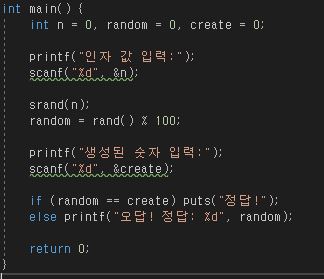 int main() {
int n = 0, random = 0, create = 0;
printf("인자 값 입력:");
scanf("%d", &n);
srand(n);
random = rand() % 100;
printf("생성된 숫자 입력:");
scanf("%d", &create);
if (random == create) puts("정답!");
else printf("오답! 정답: %d", random);
return 0;
}